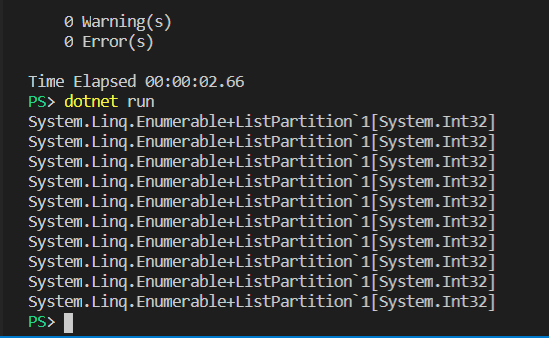 0 Warning(s)
0 Error(s)
Time Elapsed 00:00:02.66
PS> dotnet run
System.Linq.Enumerable+ListPartition`1[System.Int32]
System.Linq.Enumerable+ListPartition`1[System.Int32]
System.Linq.Enumerable+ListPartition`1[System.Int32]
System.Linq.Enumerable+ListPartition`1[System.Int32]
System.Linq.Enumerable+ListPartition`1[System.Int32]
System.Linq.Enumerable+ListPartition`1[System.Int32]
System.Linq.Enumerable+ListPartition`1[System.Int32]
System.Linq.Enumerable+ListPartition`1[System.Int32]
System.Linq.Enumerable+ListPartition`1[System.Int32]
System.Linq.Enumerable+ListPartition`1[System.Int32]
PS>